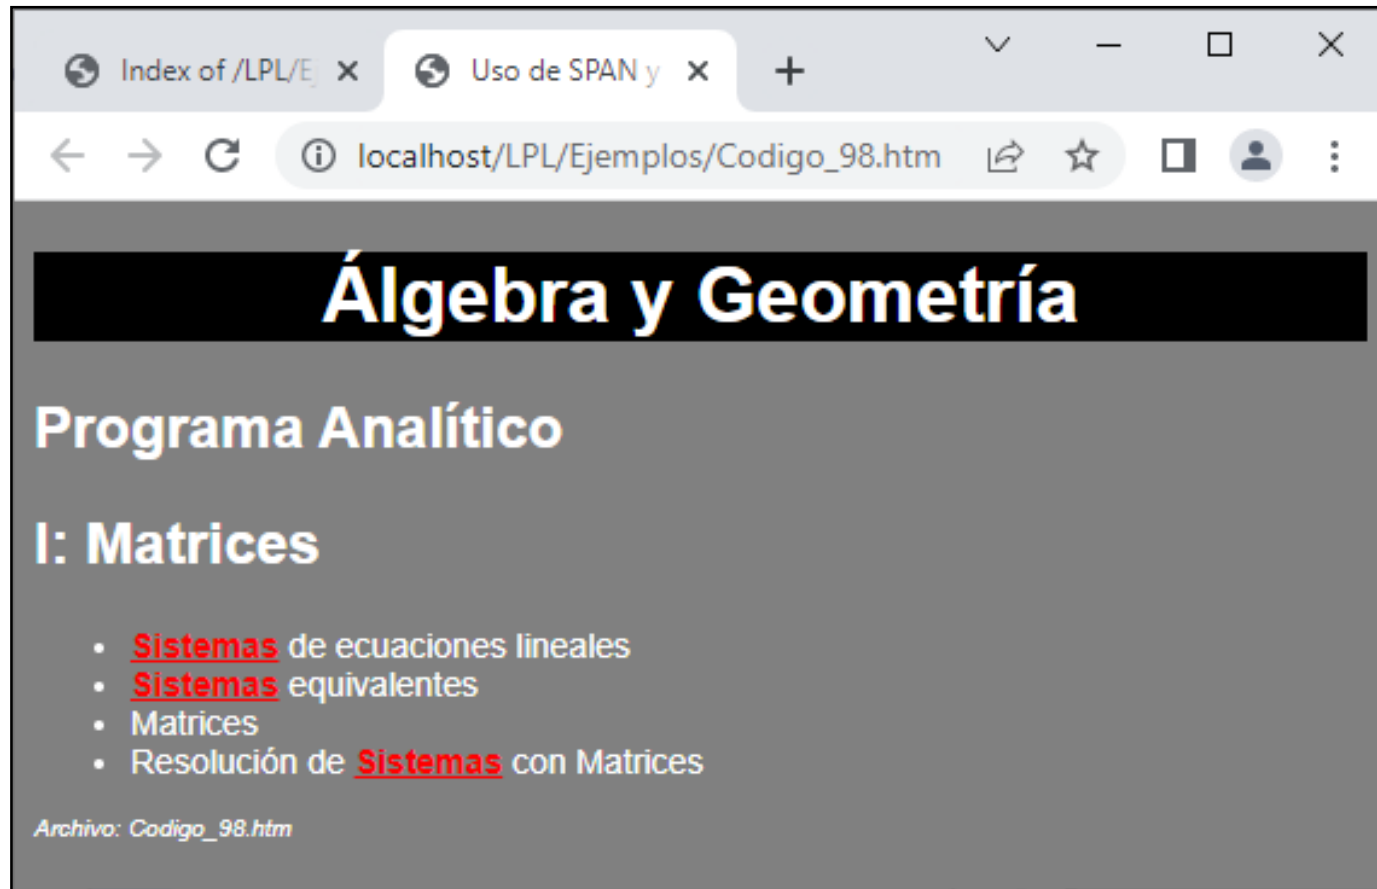 Index of /LPL/Ej
Uso de SPAN y
localhost/LPL/Ejemplos/Codigo_98.htm
Álgebra y Geometría
Programa Analítico
I: Matrices
Sistemas de ecuaciones lineales
Sistemas equivalentes
Matrices
Resolución de Sistemas con Matrices
Archivo: Codigo_98.htm